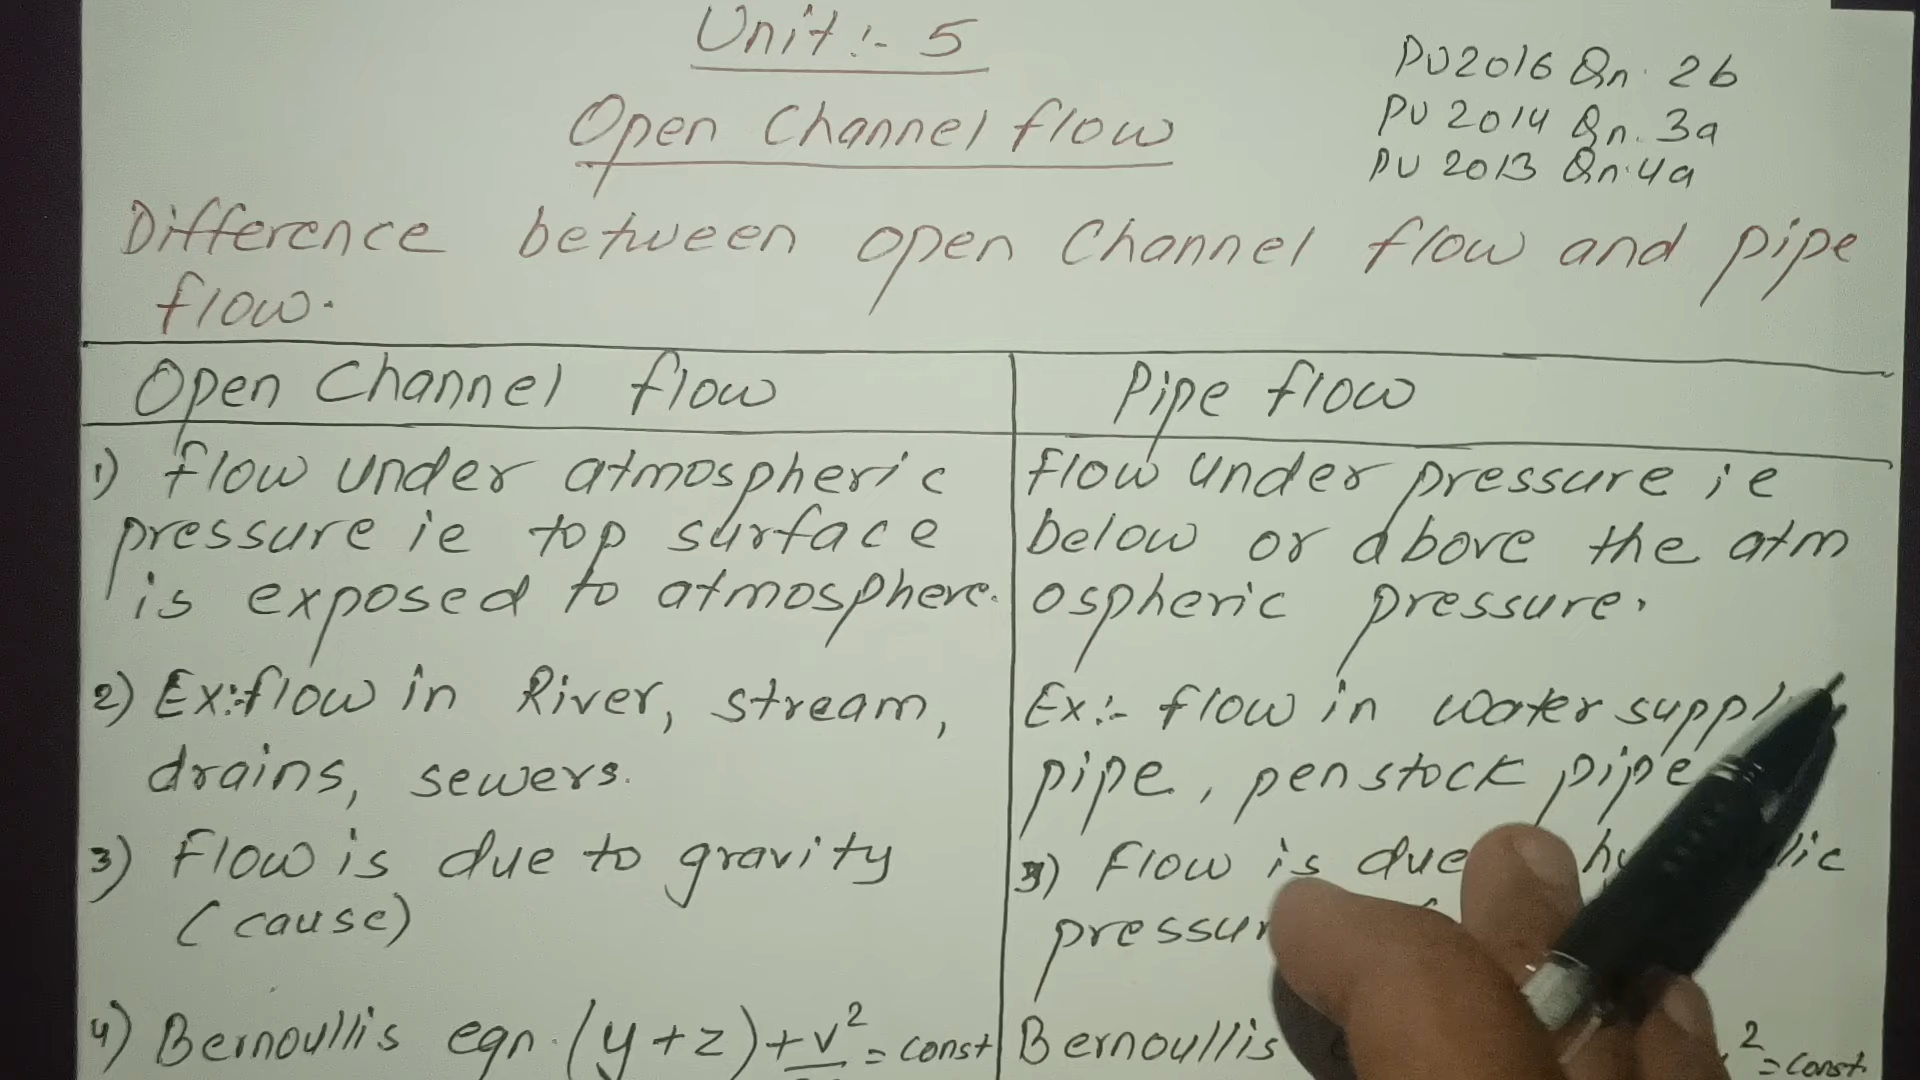 Unit:- 5
PU2016 Qn. 2b
Open Channel flow
PU 2014 Qn. 3a
PU 2013 Qn.4a
Difference between open Channel flow and pipe
flow.
Open Channel flow
Pipe flow
1) flow under atmospheric
pressure ie top surface
is exposed to atmosphere.
flow under pressure ie
below or above the atm
ospheric pressure.
2) Ex:-flow in River, stream,
drains, sewers.
Ex:- flow in water supply
pipe, penstock pipe
3) Flow is due to gravity
(cause)
3) Flow is due
4) Bernoullis eqn. (y+z)+v²=const
Bernoullis ²=const.